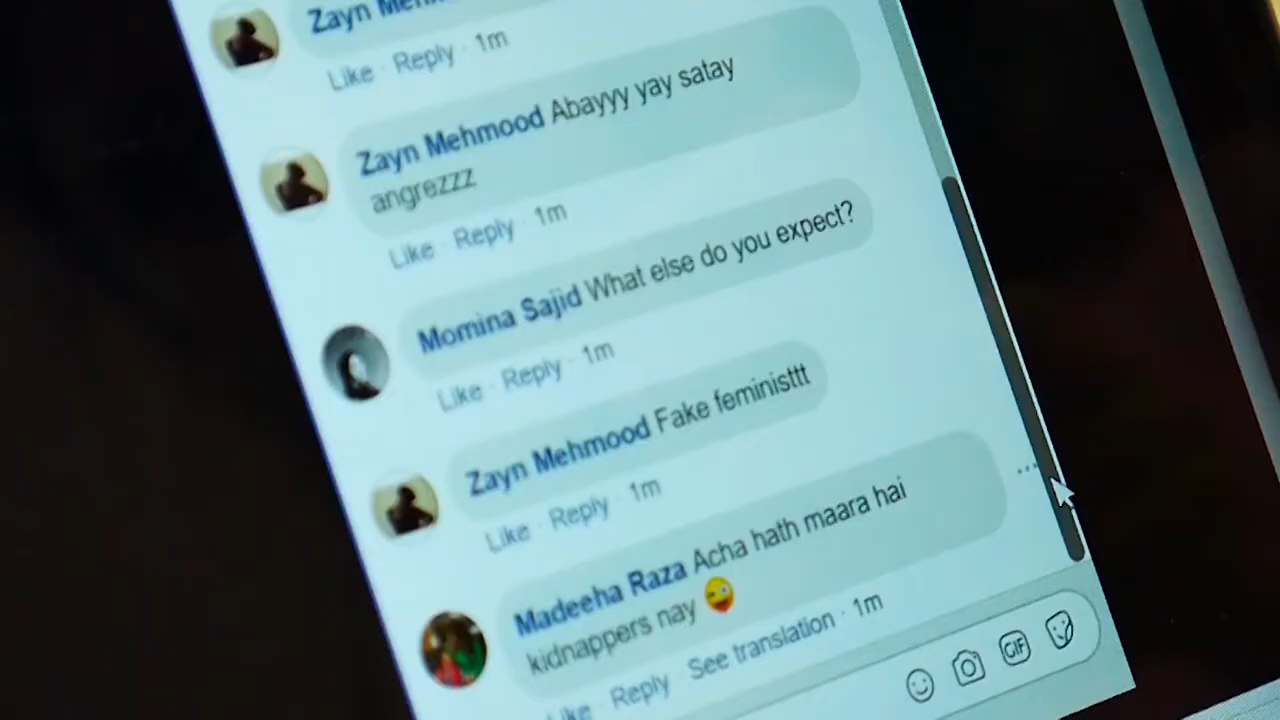 Zayn
Like · Reply · 1m
Zayn Mehmood Abayyy yay satay
angrezzz
Like · Reply · 1m
Momina Sajid What else do you expect?
Like · Reply · 1m
Zayn Mehmood Fake feministtt
Like · Reply · 1m
Madeeha Raza Acha hath maara hai
kidnappers nay 😜
Like · Reply · See translation · 1m
GIF